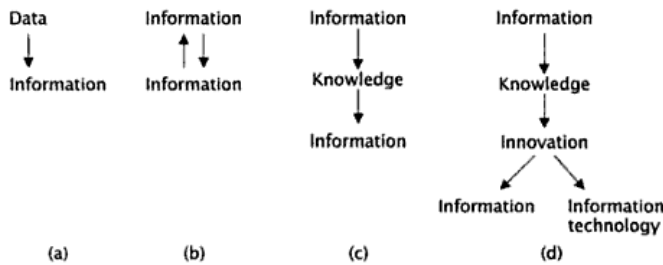 Data
Information
(a)
Information
Information
(b)
Information
Knowledge
Information
(c)
Information
Knowledge
Innovation
Information
Information
technology
(d)